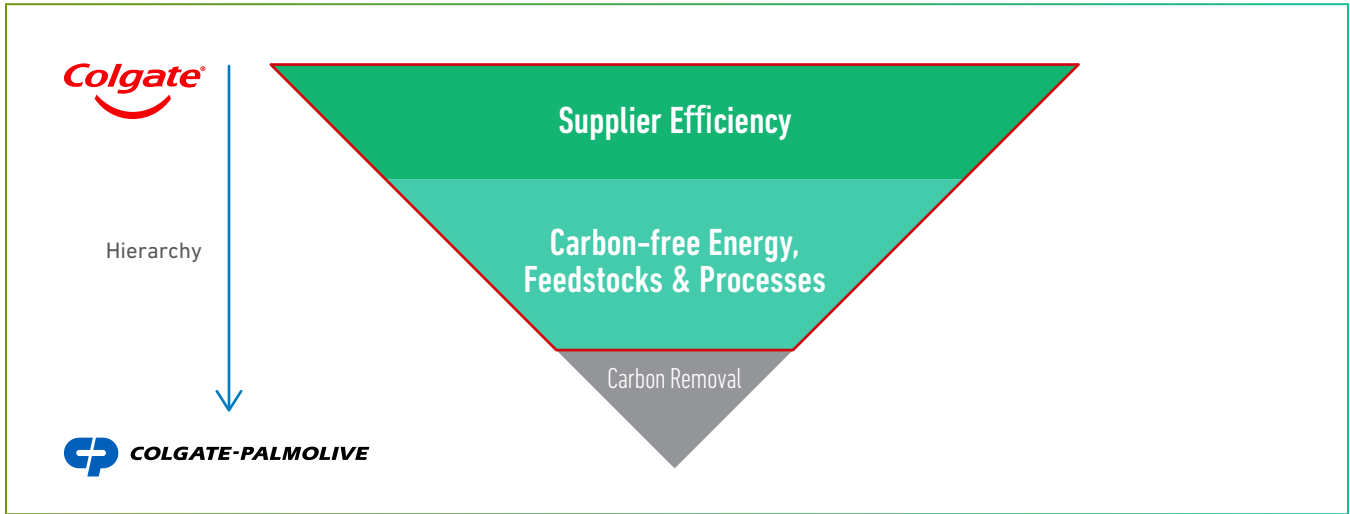 Colgate®
Supplier Efficiency
Hierarchy
Carbon-free Energy,
Feedstocks & Processes
Carbon Removal
COLGATE-PALMOLIVE